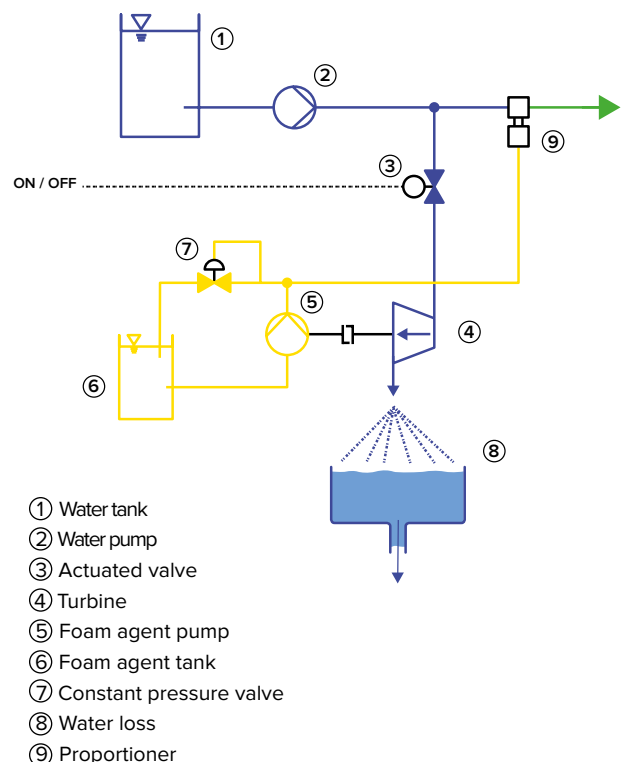 ①
②
⑨
③
ON / OFF
⑦
⑤
④
⑥
⑧
① Water tank
② Water pump
③ Actuated valve
④ Turbine
⑤ Foam agent pump
⑥ Foam agent tank
⑦ Constant pressure valve
⑧ Water loss
⑨ Proportioner